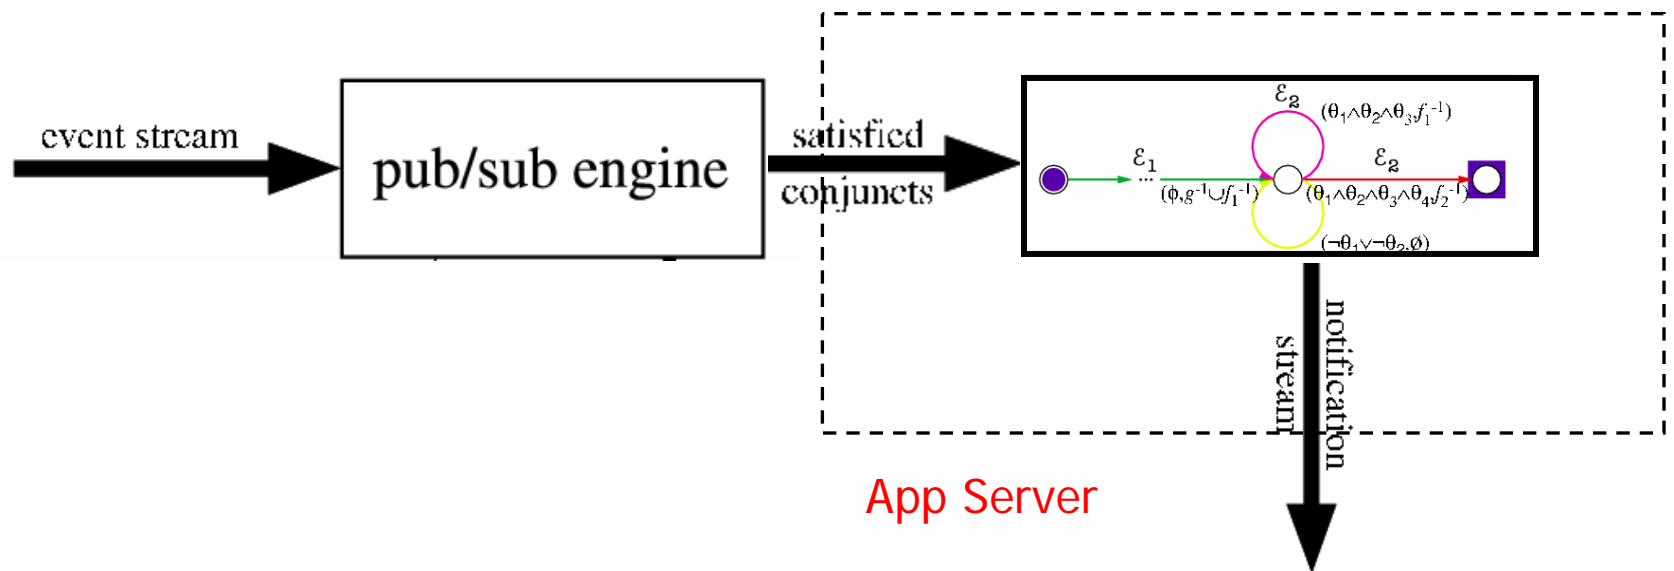 event stream
pub/sub engine
satisfied
conjuncts
ε₂
(θ₁∧θ₂∧θ₃,f₁⁻¹)
ε₁
...
ε₂
(ϕ,g⁻¹∪f₁⁻¹)
(θ₁∧θ₂∧θ₃∧θ₄,f₂⁻¹)
(¬θ₁∨¬θ₂,∅)
notification
stream
App Server